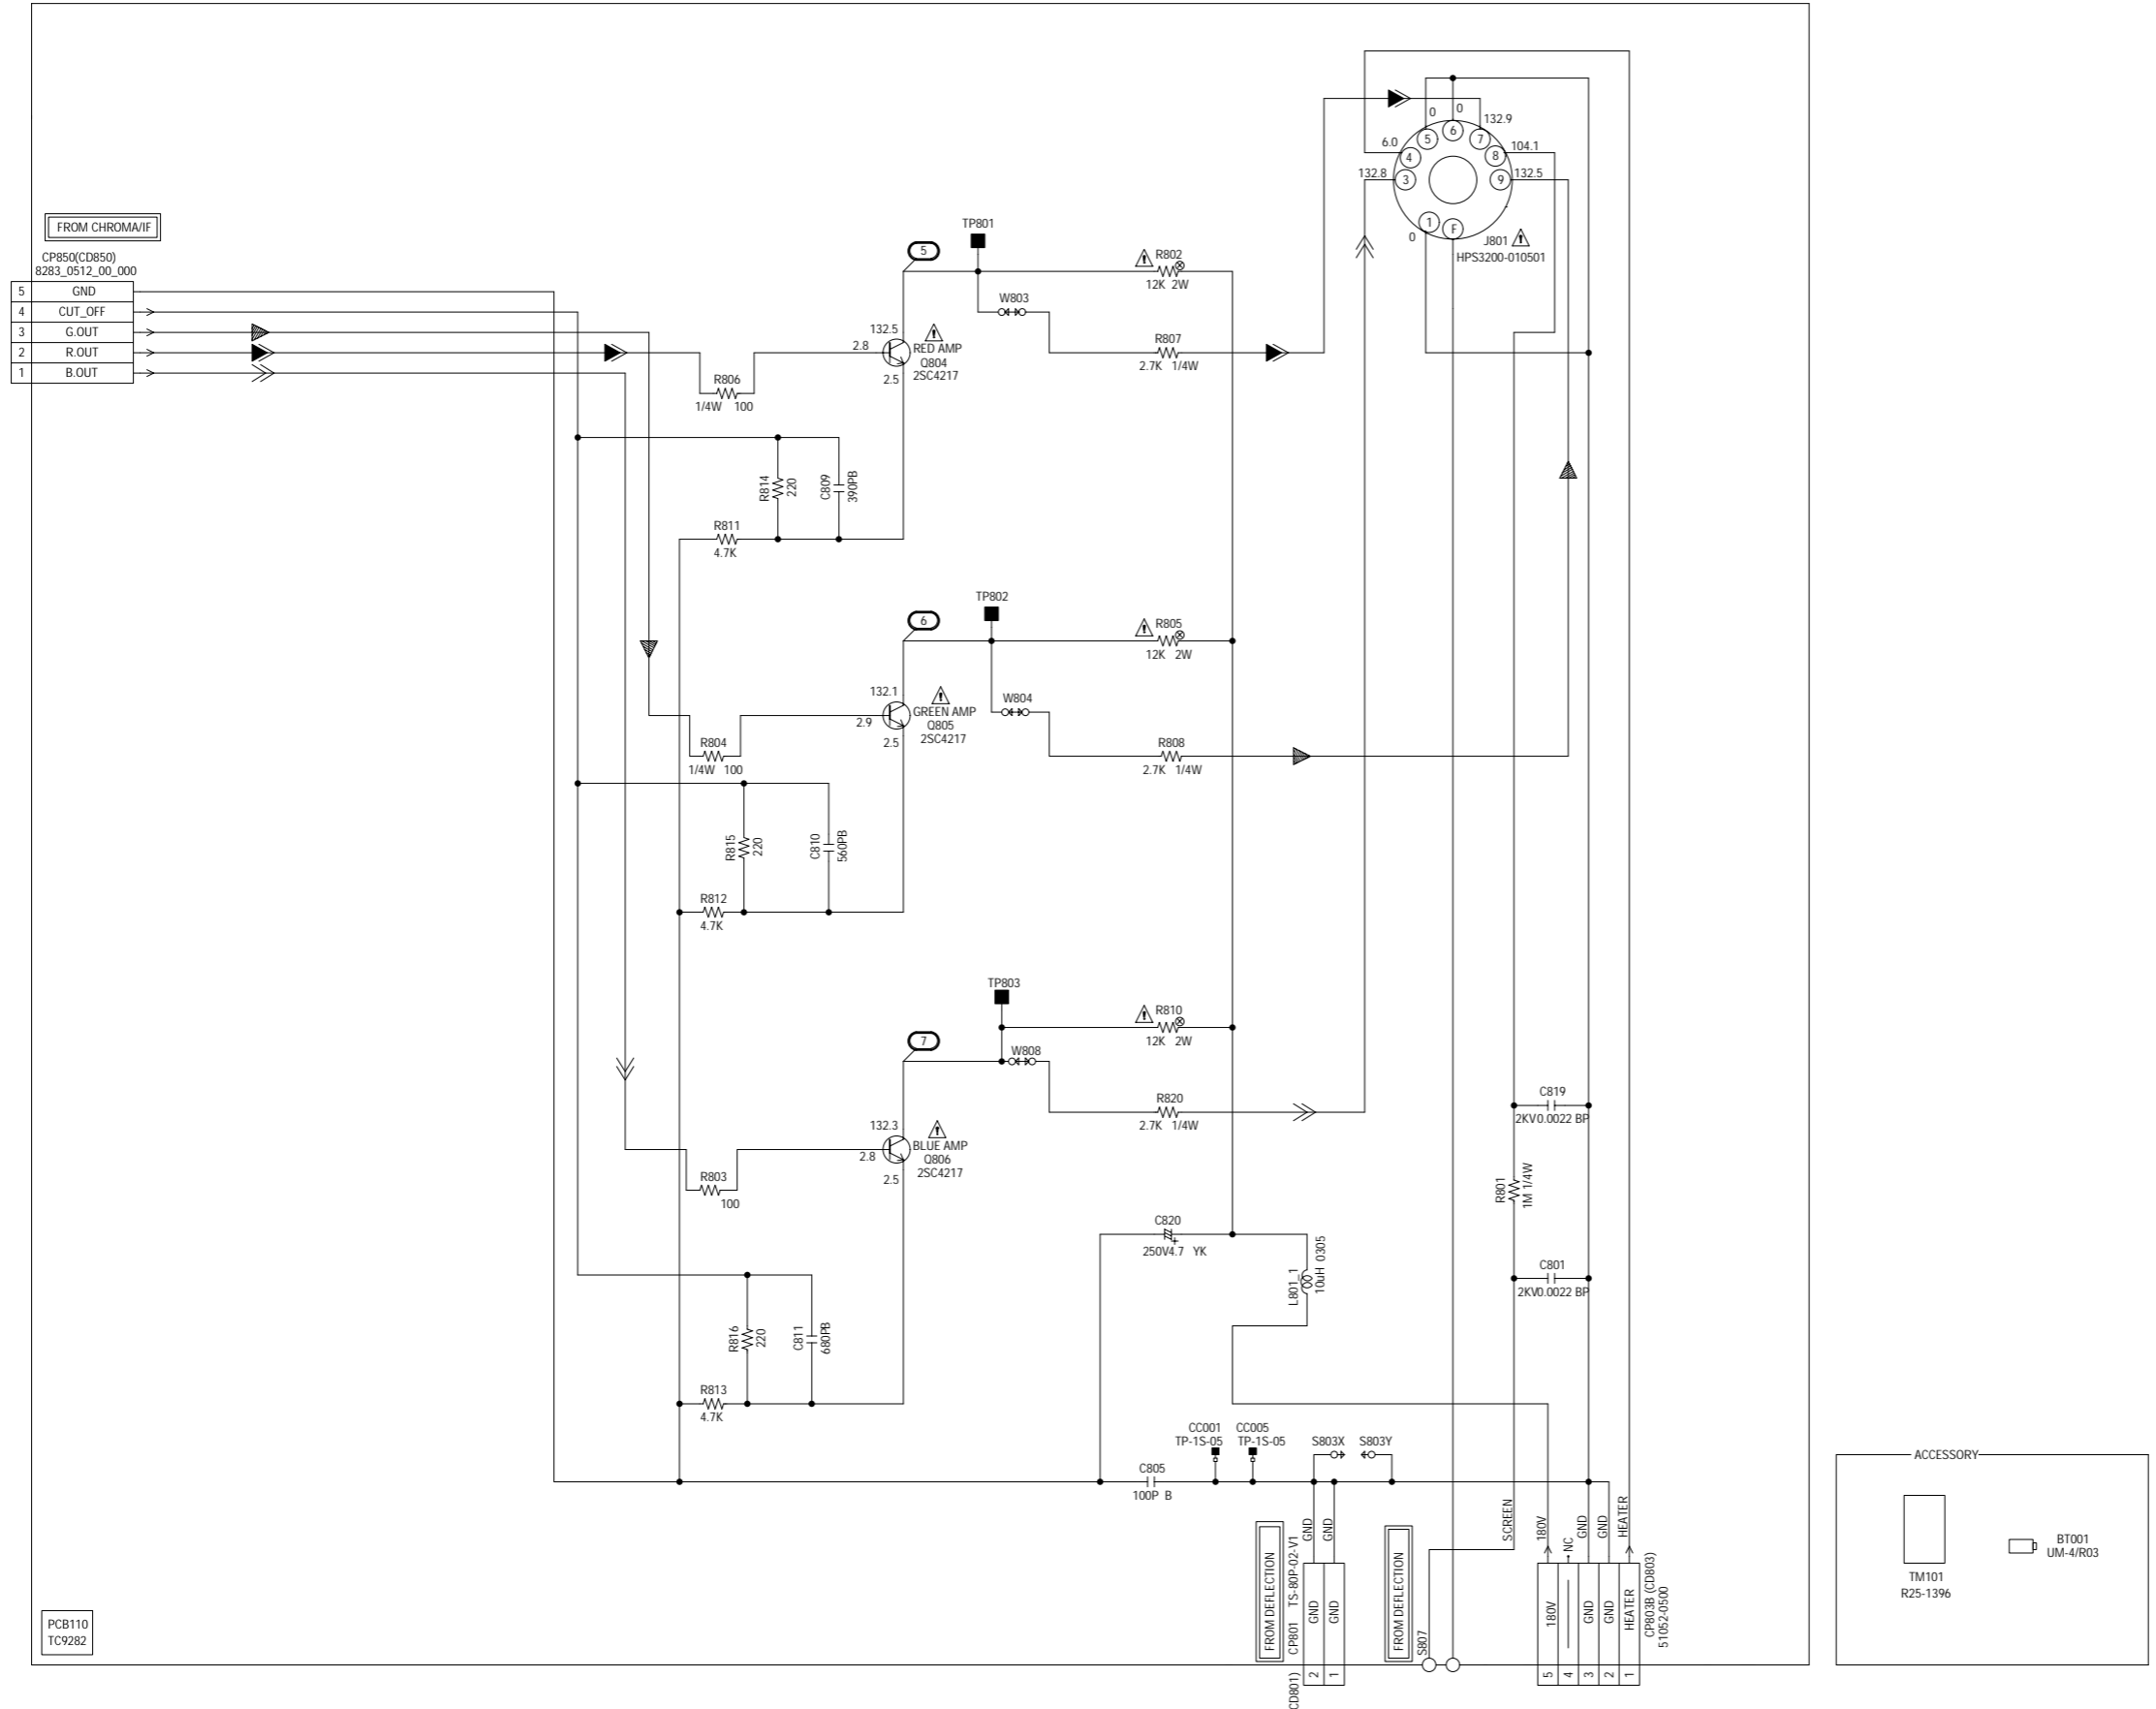 FROM CHROMA/IF
CP850(CD850)
8283_0512_00_000
5 GND
4 CUT_OFF
3 G.OUT
2 R.OUT
1 B.OUT
R806
1/4W 100
132.5
2.8
2.5
RED AMP
Q804
2SC4217
5
TP801
W803
R802
12K 2W
R807
2.7K 1/4W
R814
220
C809
390PB
R811
4.7K
6
TP802
132.1
2.9
2.5
GREEN AMP
Q805
2SC4217
W804
R805
12K 2W
R808
2.7K 1/4W
R804
1/4W 100
R815
220
C810
560PB
R812
4.7K
7
TP803
132.3
2.8
2.5
BLUE AMP
Q806
2SC4217
W808
R810
12K 2W
R820
2.7K 1/4W
R803
100
R816
220
C811
680PB
R813
4.7K
C820
250V4.7 YK
L801_1
10uH 0305
0
0
132.9
6.0
104.1
132.8
132.5
0
5
6
7
4
8
3
9
1
F
J801
HPS3200-010501
C819
2KV0.0022 BP
R801
1M 1/4W
C801
2KV0.0022 BP
CC001
TP-1S-05
CC005
TP-1S-05
S803X
S803Y
C805
100P B
FROM DEFLECTION
CP801 TS-80P-02-V1
CD801)
GND
GND
GND
GND
2
1
FROM DEFLECTION
S807
SCREEN
180V
NC
GND
GND
HEATER
180V
GND
GND
HEATER
5
4
3
2
1
CP803B (CD803)
51052-0500
PCB110
TC9282
ACCESSORY
TM101
R25-1396
BT001
UM-4/R03